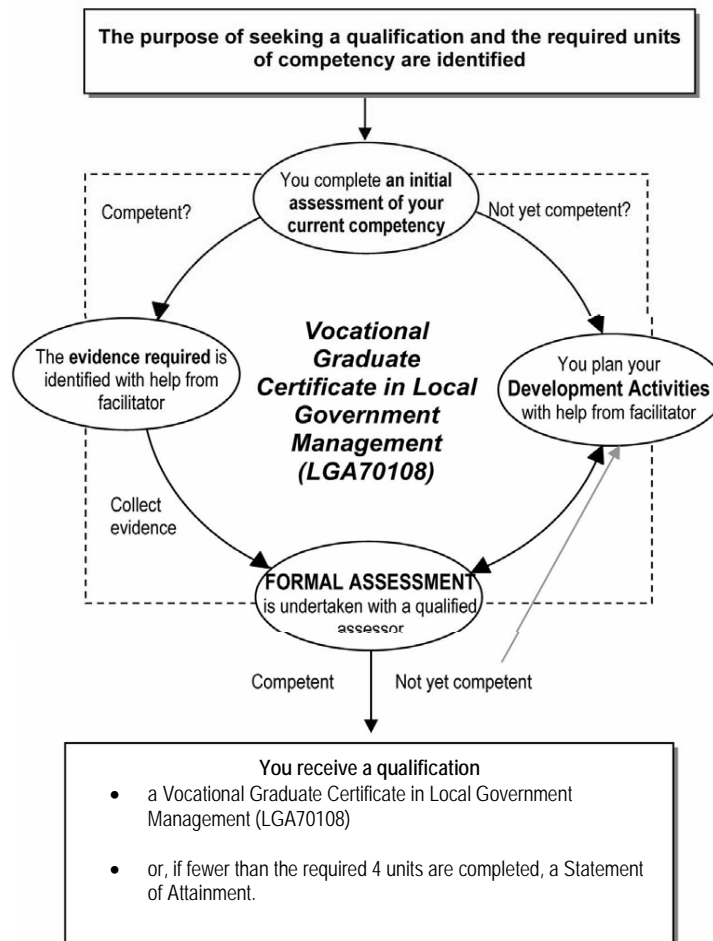 The purpose of seeking a qualification and the required units
of competency are identified
You complete an initial
assessment of your
current competency
Competent?
Not yet competent?
The evidence required is
identified with help from
facilitator
Vocational
Graduate
Certificate in Local
Government
Management
(LGA70108)
You plan your
Development Activities
with help from facilitator
Collect
evidence
FORMAL ASSESSMENT
is undertaken with a qualified
assessor
Competent
Not yet competent
You receive a qualification
• a Vocational Graduate Certificate in Local Government
Management (LGA70108)
• or, if fewer than the required 4 units are completed, a Statement
of Attainment.